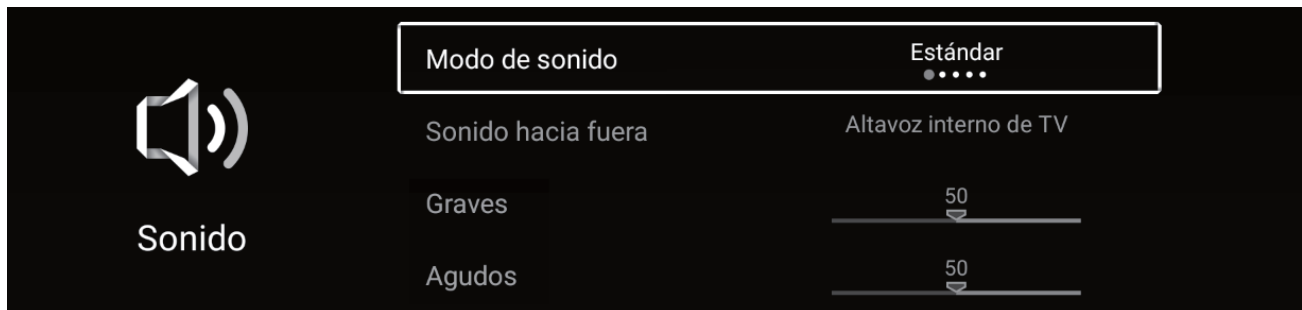 Modo de sonido
Estándar
Sonido hacia fuera
Altavoz interno de TV
Graves
50
Sonido
Agudos
50